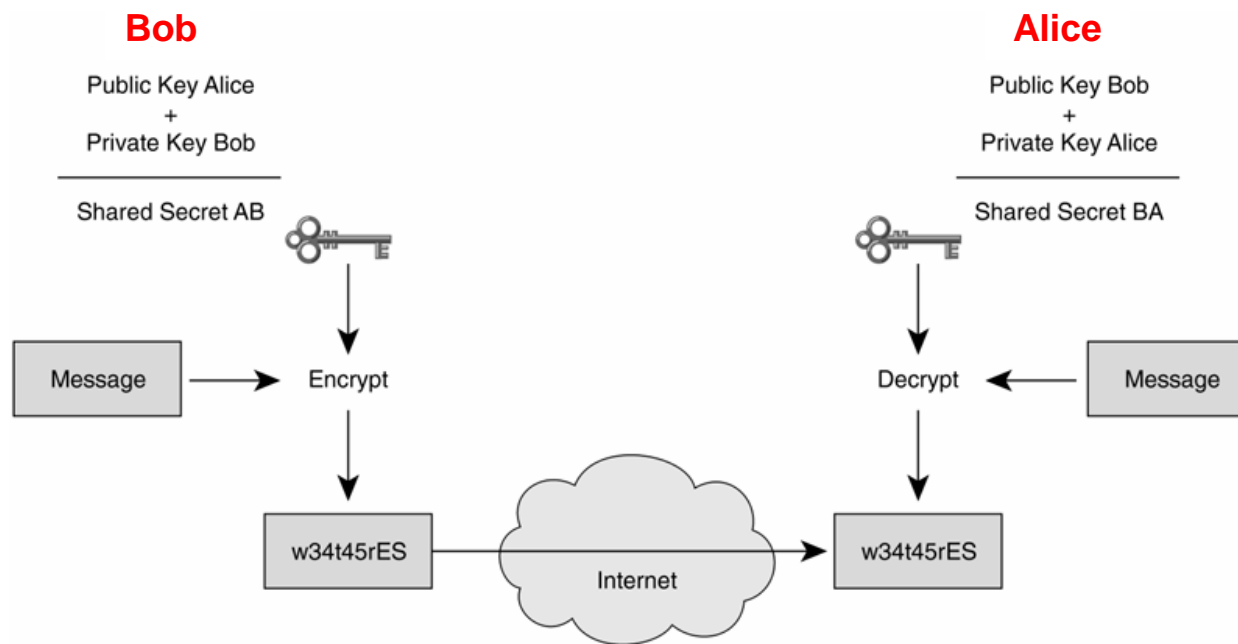 Bob
Alice
Public Key Alice
+
Private Key Bob
Shared Secret AB
Public Key Bob
+
Private Key Alice
Shared Secret BA
Message
Encrypt
Decrypt
Message
w34t45rES
Internet
w34t45rES